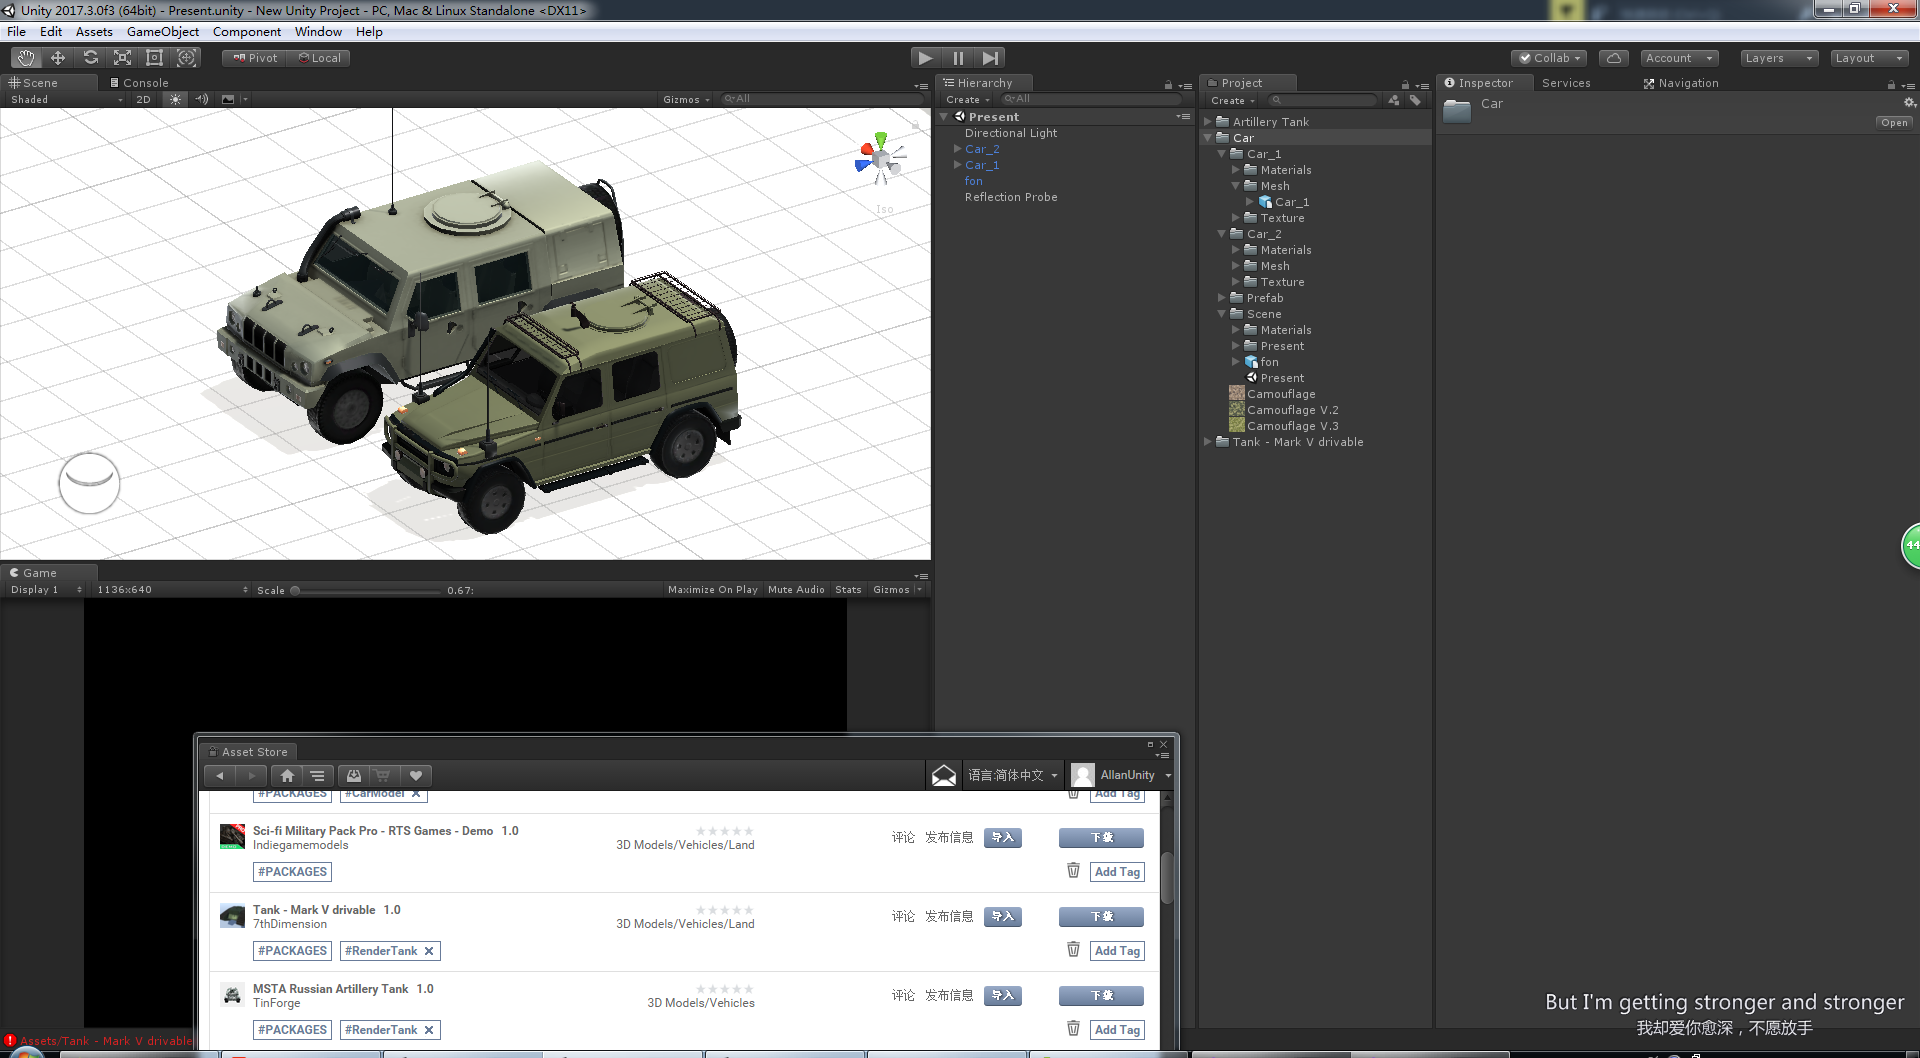 Unity 2017.3.0f3 (64bit) - Present.unity - New Unity Project - PC, Mac & Linux Standalone <DX11>
File Edit Assets GameObject Component Window Help
Pivot Local Collab Account Layers Layout
Scene Console
Shaded 2D Gizmos All
Iso
Hierarchy
Create All
Present
Directional Light
Car_2
Car_1
fon
Reflection Probe
Project
Create
Artillery Tank
Car
Car_1
Materials
Mesh
Car_1
Texture
Car_2
Materials
Mesh
Texture
Prefab
Scene
Materials
Present
fon
Present
Camouflage
Camouflage V.2
Camouflage V.3
Tank - Mark V drivable
Inspector Services Navigation
Car
Open
44
Game
Display 1 1136x640 Scale 0.67: Maximize On Play Mute Audio Stats Gizmos
Asset Store
语言:简体中文 AllanUnity
#PACKAGES #CarModel Add Tag
Sci-fi Military Pack Pro - RTS Games - Demo 1.0
Indiegamemodels 3D Models/Vehicles/Land 评论 发布信息 导入 下载
#PACKAGES Add Tag
Tank - Mark V drivable 1.0
7thDimension 3D Models/Vehicles/Land 评论 发布信息 导入 下载
#PACKAGES #RenderTank Add Tag
MSTA Russian Artillery Tank 1.0
TinForge 3D Models/Vehicles 评论 发布信息 导入 下载
#PACKAGES #RenderTank Add Tag
Assets/Tank - Mark V drivable
But I'm getting stronger and stronger
我却爱你愈深，不愿放手